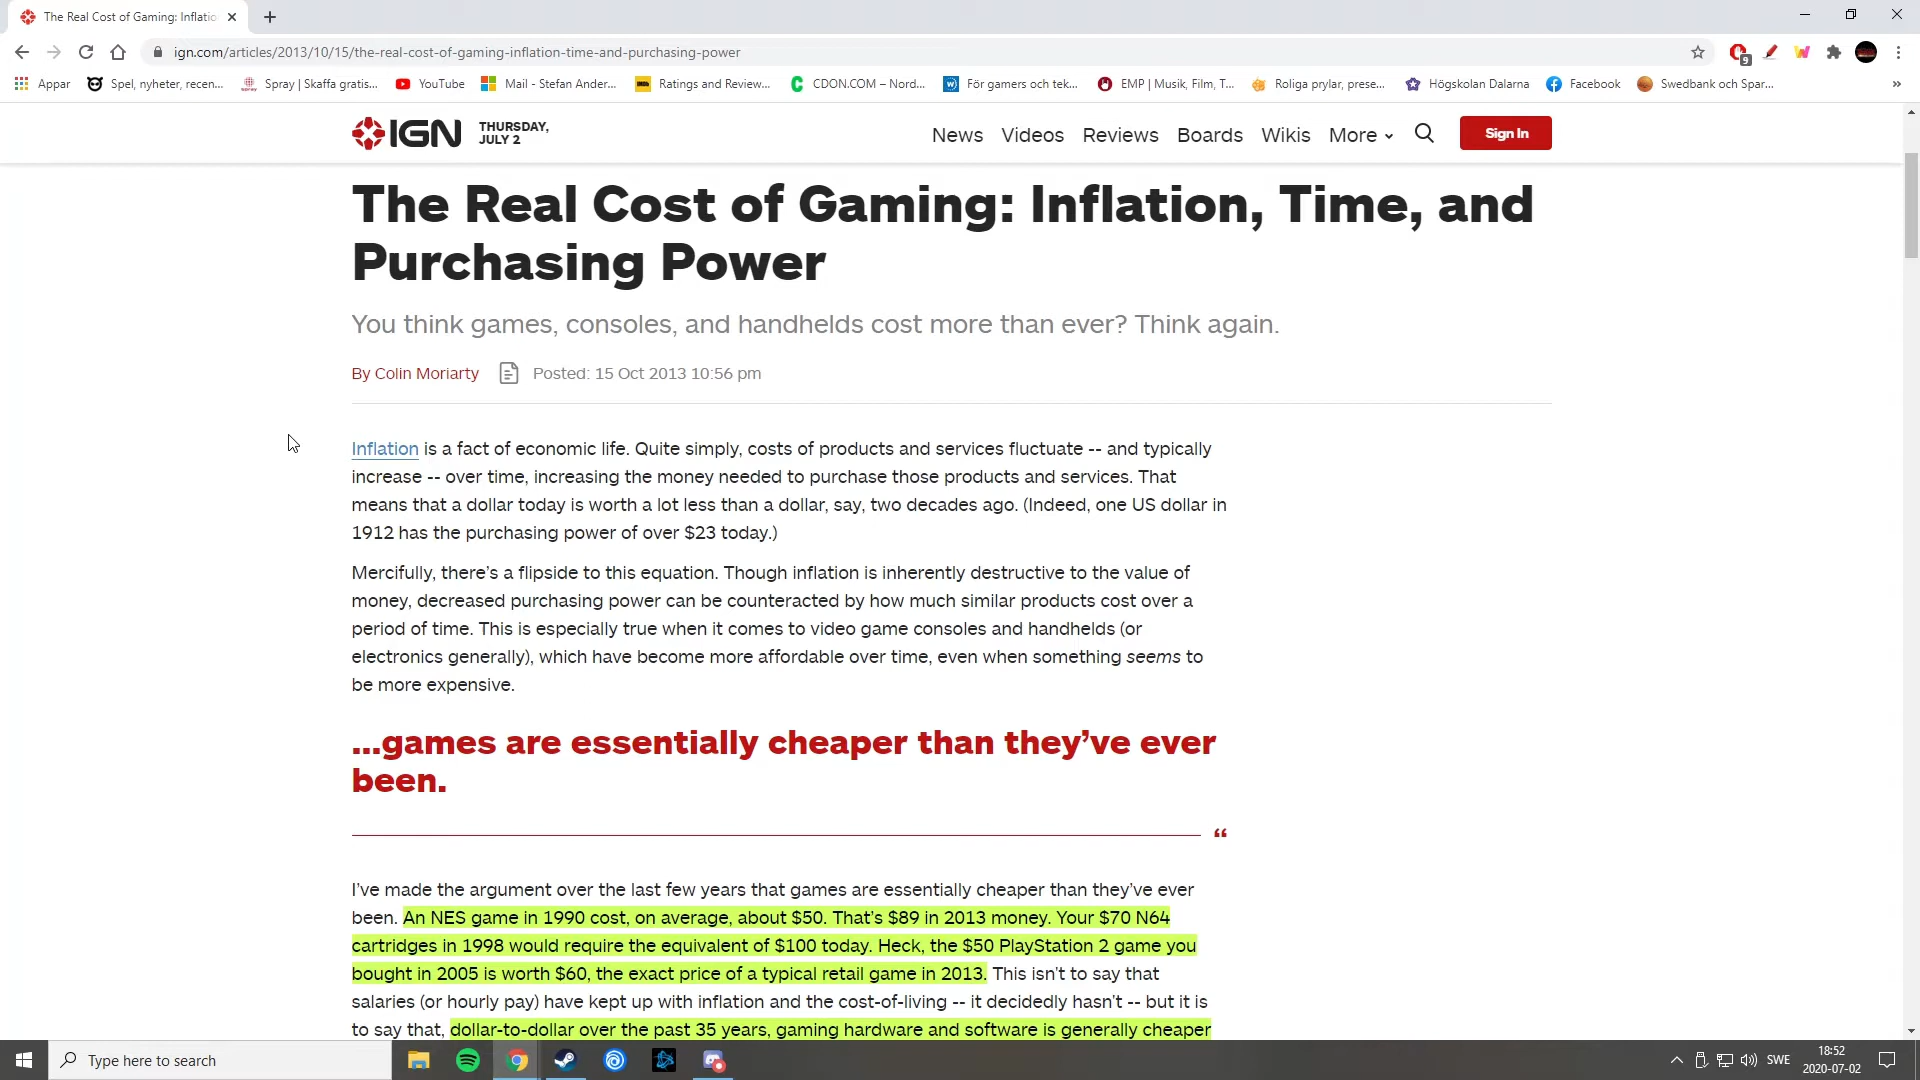 The Real Cost of Gaming: Inflatio
ign.com/articles/2013/10/15/the-real-cost-of-gaming-inflation-time-and-purchasing-power
9
Appar
Spel, nyheter, recen...
Spray | Skaffa gratis...
YouTube
Mail - Stefan Ander...
Ratings and Review...
CDON.COM – Nord...
För gamers och tek...
EMP | Musik, Film, T...
Roliga prylar, prese...
Högskolan Dalarna
Facebook
Swedbank och Spar...
»
IGN
THURSDAY,
JULY 2
News Videos Reviews Boards Wikis More
Sign In
The Real Cost of Gaming: Inflation, Time, and
Purchasing Power
You think games, consoles, and handhelds cost more than ever? Think again.
By Colin Moriarty Posted: 15 Oct 2013 10:56 pm
Inflation is a fact of economic life. Quite simply, costs of products and services fluctuate -- and typically
increase -- over time, increasing the money needed to purchase those products and services. That
means that a dollar today is worth a lot less than a dollar, say, two decades ago. (Indeed, one US dollar in
1912 has the purchasing power of over $23 today.)
Mercifully, there's a flipside to this equation. Though inflation is inherently destructive to the value of
money, decreased purchasing power can be counteracted by how much similar products cost over a
period of time. This is especially true when it comes to video game consoles and handhelds (or
electronics generally), which have become more affordable over time, even when something seems to
be more expensive.
...games are essentially cheaper than they've ever
been.
“
I've made the argument over the last few years that games are essentially cheaper than they've ever
been. An NES game in 1990 cost, on average, about $50. That's $89 in 2013 money. Your $70 N64
cartridges in 1998 would require the equivalent of $100 today. Heck, the $50 PlayStation 2 game you
bought in 2005 is worth $60, the exact price of a typical retail game in 2013. This isn't to say that
salaries (or hourly pay) have kept up with inflation and the cost-of-living -- it decidedly hasn't -- but it is
to say that, dollar-to-dollar over the past 35 years, gaming hardware and software is generally cheaper
Type here to search
SWE
18:52
2020-07-02